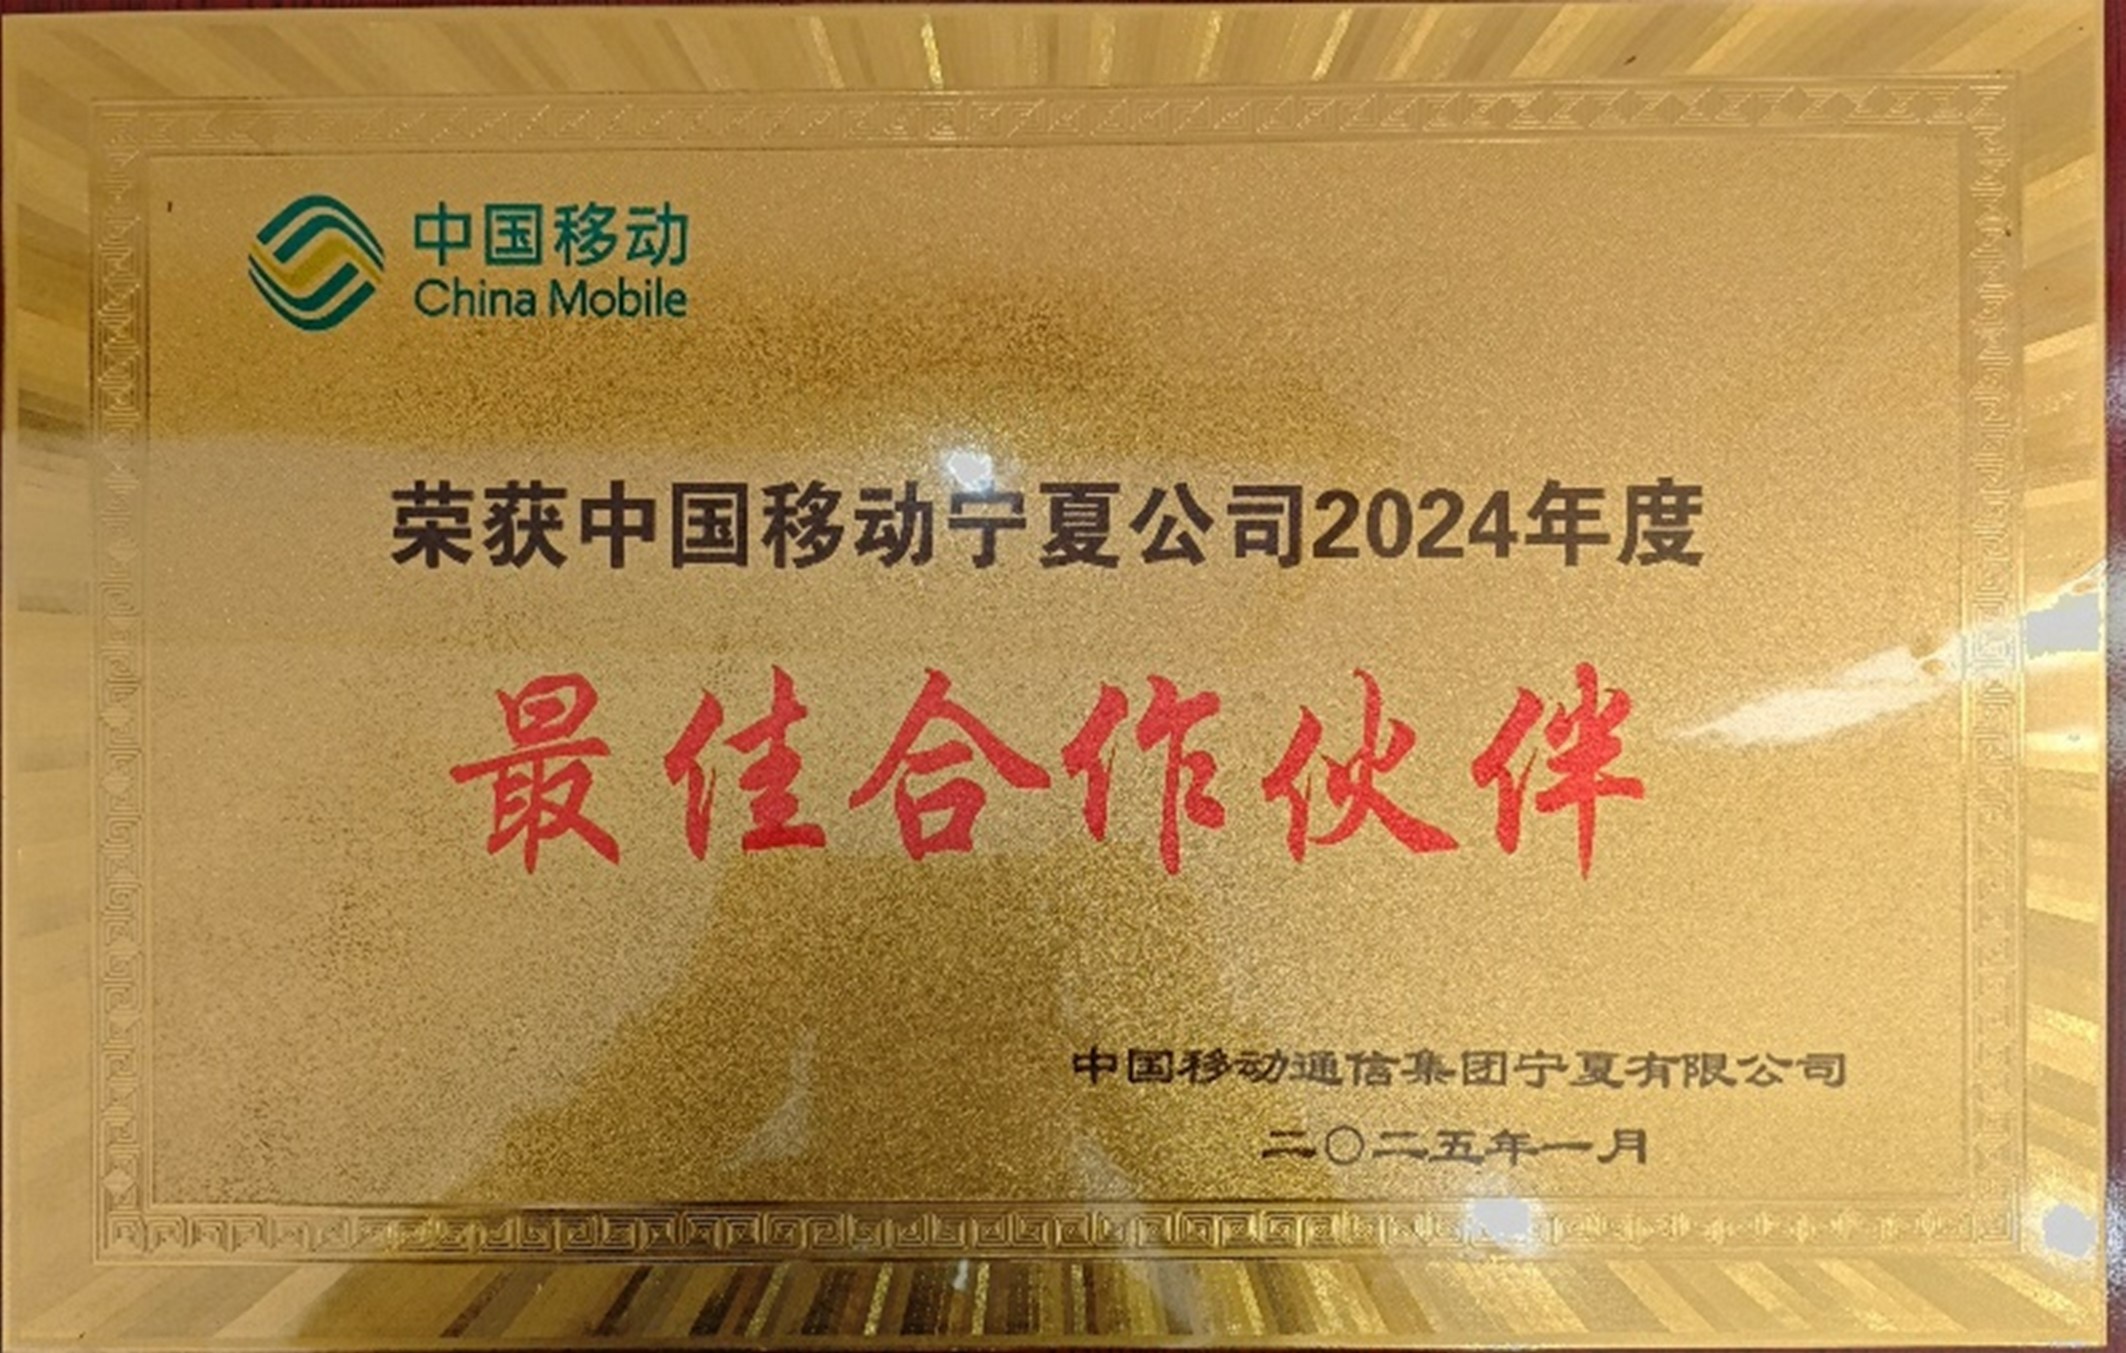 中国移动
China Mobile
荣获中国移动宁夏公司2024年度
最佳合作伙伴
中国移动通信集团宁夏有限公司
二〇二五年一月